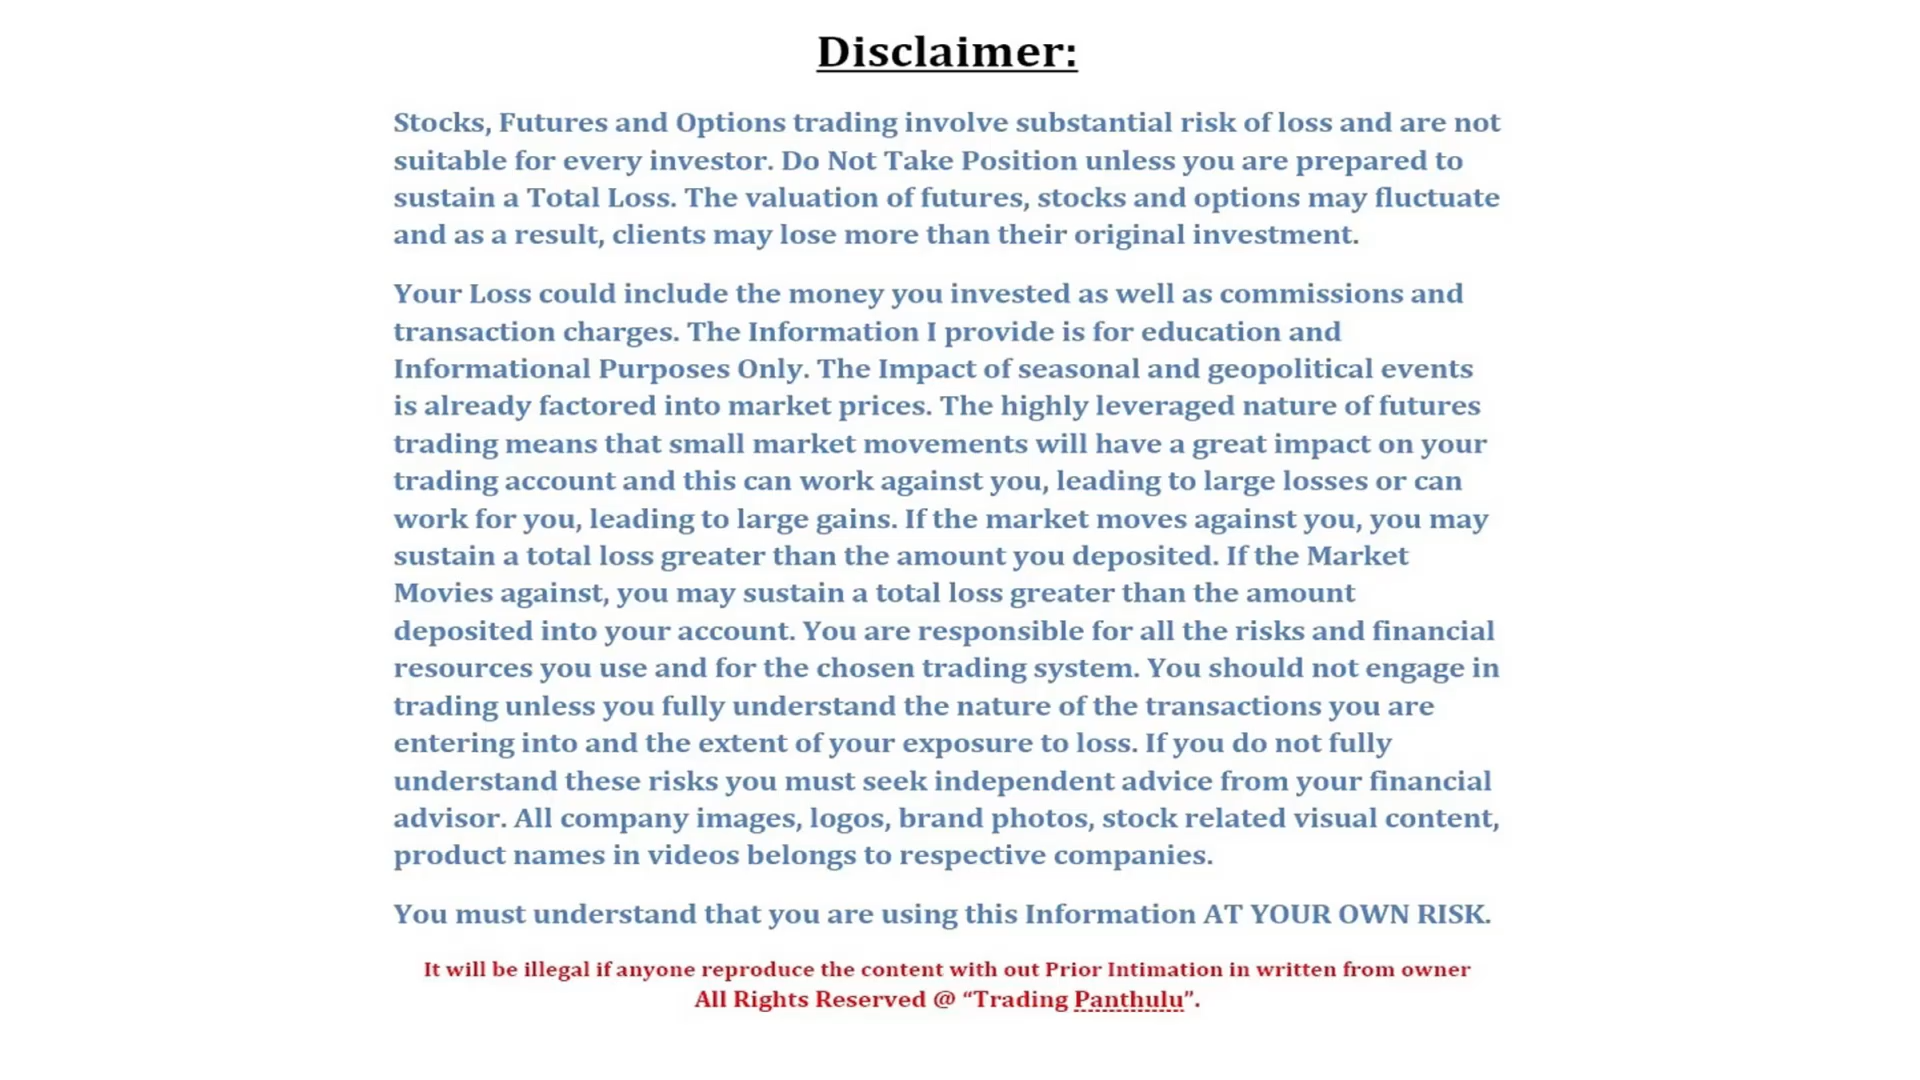 Disclaimer:
Stocks, Futures and Options trading involve substantial risk of loss and are not
suitable for every investor. Do Not Take Position unless you are prepared to
sustain a Total Loss. The valuation of futures, stocks and options may fluctuate
and as a result, clients may lose more than their original investment.
Your Loss could include the money you invested as well as commissions and
transaction charges. The Information I provide is for education and
Informational Purposes Only. The Impact of seasonal and geopolitical events
is already factored into market prices. The highly leveraged nature of futures
trading means that small market movements will have a great impact on your
trading account and this can work against you, leading to large losses or can
work for you, leading to large gains. If the market moves against you, you may
sustain a total loss greater than the amount you deposited. If the Market
Movies against, you may sustain a total loss greater than the amount
deposited into your account. You are responsible for all the risks and financial
resources you use and for the chosen trading system. You should not engage in
trading unless you fully understand the nature of the transactions you are
entering into and the extent of your exposure to loss. If you do not fully
understand these risks you must seek independent advice from your financial
advisor. All company images, logos, brand photos, stock related visual content,
product names in videos belongs to respective companies.
You must understand that you are using this Information AT YOUR OWN RISK.
It will be illegal if anyone reproduce the content with out Prior Intimation in written from owner
All Rights Reserved @ “Trading Panthulu”.